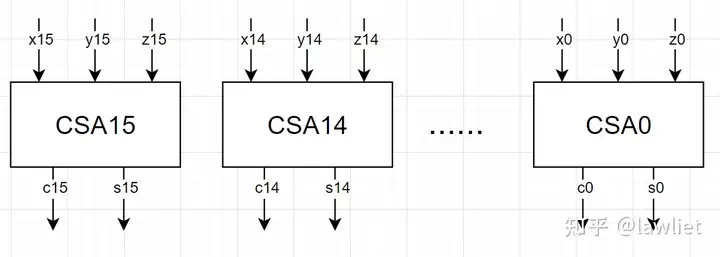 x15 y15 z15 x14 y14 z14 x0 y0 z0
CSA15 CSA14 ...... CSA0
c15 s15 c14 s14 c0 s0
知乎 @lawliet